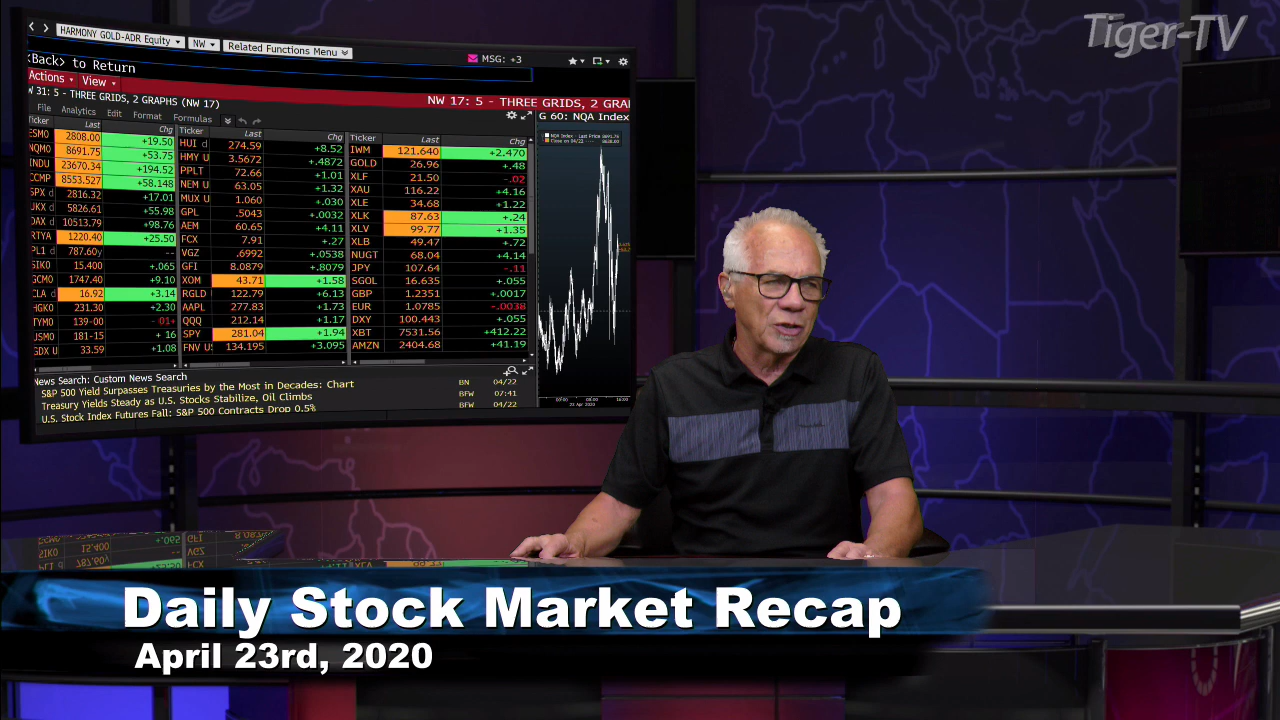 Tiger-TV
HARMONY GOLD-ADR Equity NW Related Functions Menu
MSG: +3
<Back> to Return
Actions View
31: 5 - THREE GRIDS, 2 GRAPHS (NW 17)
NW 17: 5 - THREE GRIDS, 2 GRA
File Analytics Edit Format Formulas
G 60: NQA Index
Last Chg Ticker Last Chg Ticker Last Chg
ESMO 2808.00 +19.50 HUI d 274.59 +8.52 IWM 121.640 +2.470
NQMO 8691.75 +53.75 HMY U 3.5672 +.4872 GOLD 26.96 +.48
INDU 23670.34 +194.52 PPLT 72.66 +1.01 XLF 21.50 -.02
CCMP 8553.527 +58.148 NEM U 63.05 +1.32 XAU 116.22 +4.16
SPX d 2816.32 +17.01 MUX U 1.060 +.030 XLE 34.68 +1.22
UKX d 5826.61 +55.98 GPL .5043 +.0032 XLK 87.63 +.24
DAX d 10513.79 +98.76 AEM 60.65 +4.11 XLV 99.77 +1.35
RTYA 1220.40 +25.50 FCX 7.91 +.27 XLB 49.47 +.72
PL1 d 787.60y -- VGZ .6992 +.0538 NUGT 68.04 +4.14
SIKO 15.400 +.065 GFI 8.0879 +.8079 JPY 107.64 -.11
GCMO 1747.40 +9.10 XOM 43.71 +1.58 SGOL 16.635 +.055
CLA d 16.92 +3.14 RGLD 122.79 +6.13 GBP 1.2351 +.0017
HGKO 231.30 +2.30 AAPL 277.83 +1.73 EUR 1.0785 -.0038
TYMO 139-00 - 01+ QQQ 212.14 +1.17 DXY 100.443 +.055
USMO 181-15 + 16 SPY 281.04 +1.94 XBT 7531.56 +412.22
GDX U 33.59 +1.08 FNV US 134.195 +3.095 AMZN 2404.68 +41.19
News Search: Custom News Search
S&P 500 Yield Surpasses Treasuries by the Most in Decades: Chart BN 04/22
Treasury Yields Steady as U.S. Stocks Stabilize, Oil Climbs BFW 07:41
U.S. Stock Index Futures Fall: S&P 500 Contracts Drop 0.5% BFW 04/22
Daily Stock Market Recap
April 23rd, 2020